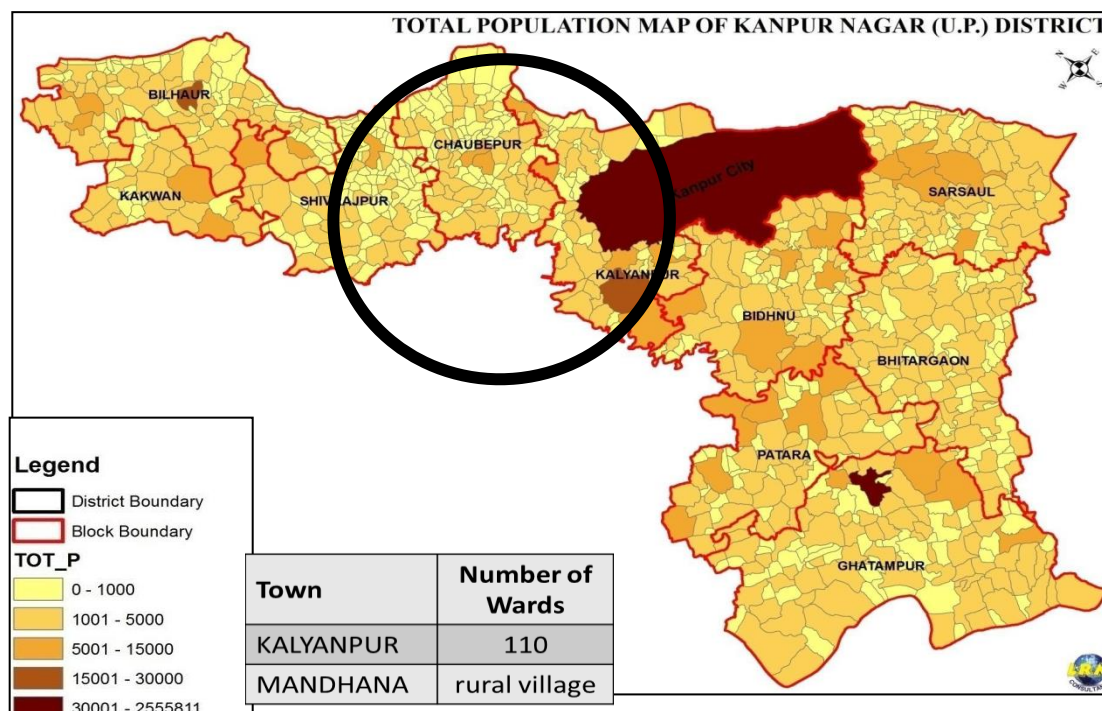 TOTAL POPULATION MAP OF KANPUR NAGAR (U.P.) DISTRICT
N
E
W
S
BILHAUR
CHAUBEPUR
KAKWAN
SHIVRAJPUR
Kanpur City
SARSAUL
KALYANPUR
BIDHNU
BHITARGAON
PATARA
GHATAMPUR
Legend
District Boundary
Block Boundary
TOT_P
0 - 1000
1001 - 5000
5001 - 15000
15001 - 30000
30001 - 2555811
Town Number of Wards
KALYANPUR 110
MANDHANA rural village